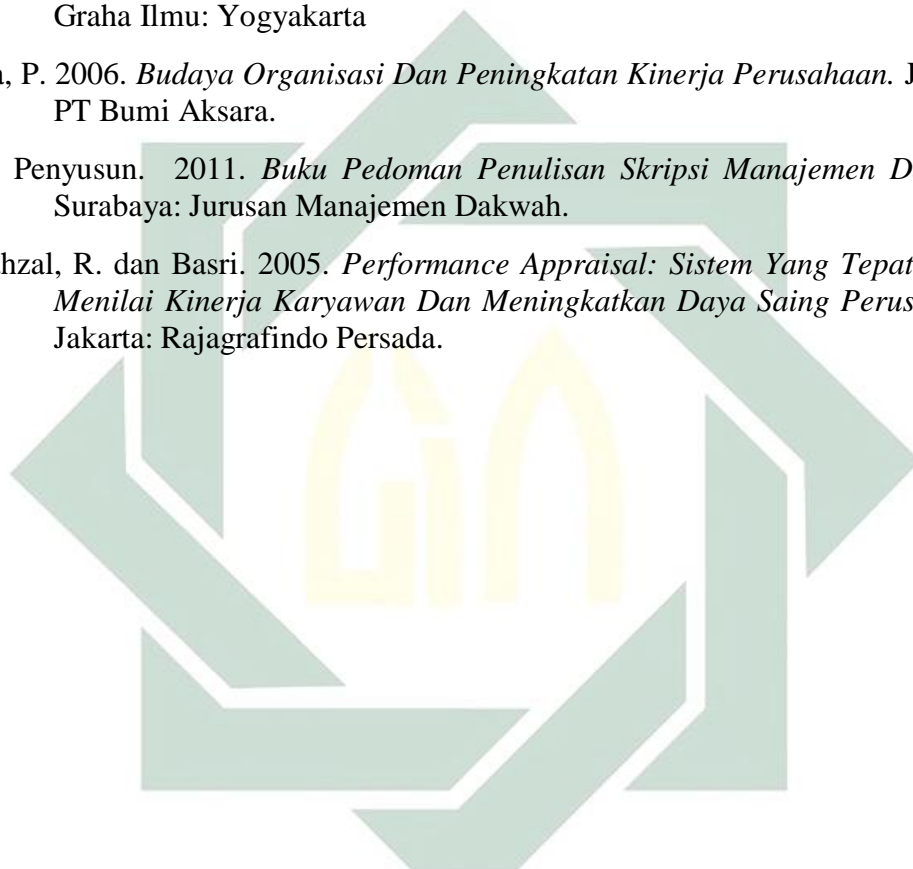 Graha Ilmu: Yogyakarta
, P. 2006. Budaya Organisasi Dan Peningkatan Kinerja Perusahaan.
PT Bumi Aksara.
Penyusun. 2011. Buku Pedoman Penulisan Skripsi Manajemen D
Surabaya: Jurusan Manajemen Dakwah.
hzal, R. dan Basri. 2005. Performance Appraisal: Sistem Yang Tepat
Menilai Kinerja Karyawan Dan Meningkatkan Daya Saing Perus
Jakarta: Rajagrafindo Persada.